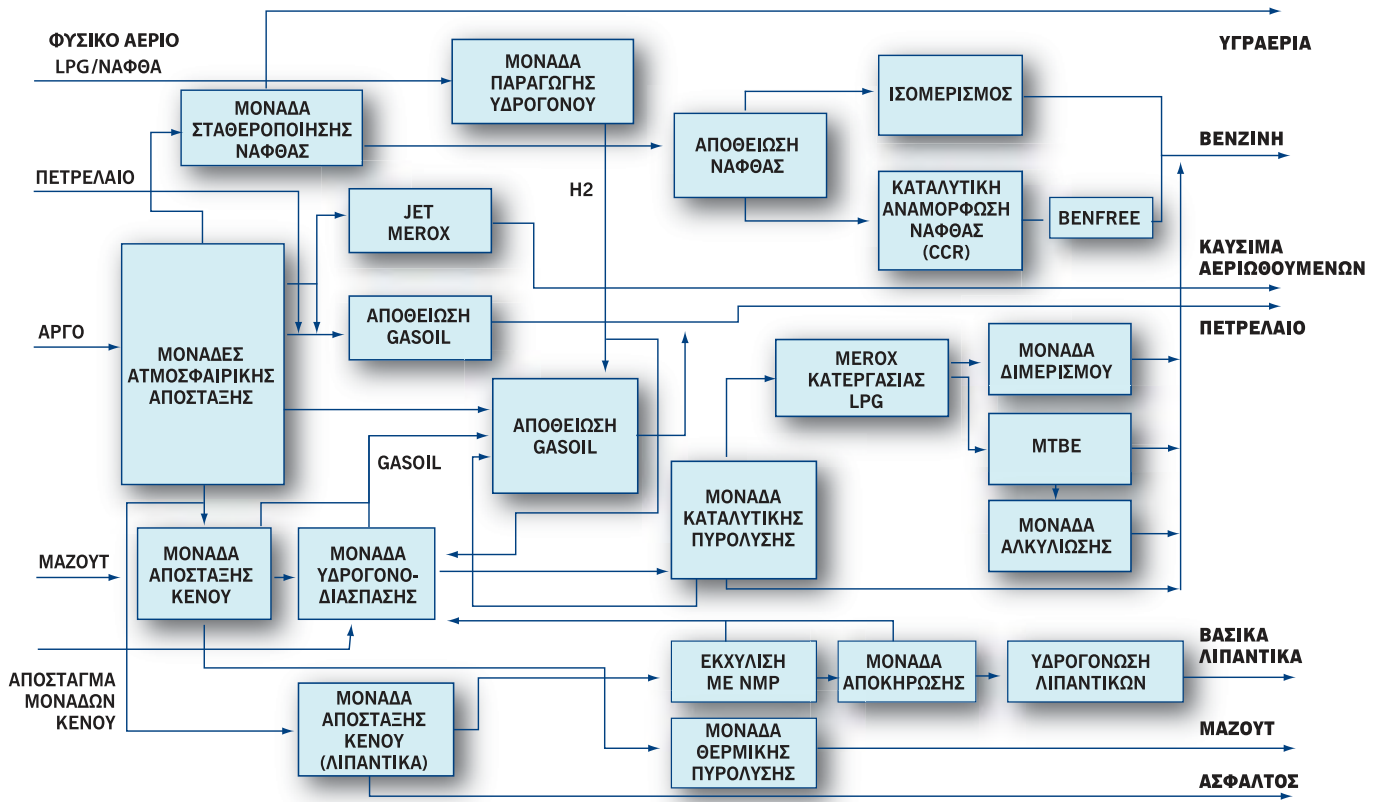 ΦΥΣΙΚΟ ΑΕΡΙΟ
LPG/ΝΑΦΘΑ
ΜΟΝΑΔΑ
ΠΑΡΑΓΩΓΗΣ
ΥΔΡΟΓΟΝΟΥ
ΥΓΡΑΕΡΙΑ
ΜΟΝΑΔΑ
ΣΤΑΘΕΡΟΠΟΙΗΣΗΣ
ΝΑΦΘΑΣ
ΙΣΟΜΕΡΙΣΜΟΣ
ΑΠΟΘΕΙΩΣΗ
ΝΑΦΘΑΣ
ΒΕΝΖΙΝΗ
ΠΕΤΡΕΛΑΙΟ
H2
JET
MEROX
ΚΑΤΑΛΥΤΙΚΗ
ΑΝΑΜΟΡΦΩΣΗ
ΝΑΦΘΑΣ
(CCR)
BENFREE
ΚΑΥΣΙΜΑ
ΑΕΡΙΩΘΟΥΜΕΝΩΝ
ΑΡΓΟ
ΜΟΝΑΔΕΣ
ΑΤΜΟΣΦΑΙΡΙΚΗΣ
ΑΠΟΣΤΑΞΗΣ
ΑΠΟΘΕΙΩΣΗ
GASOIL
ΠΕΤΡΕΛΑΙΟ
MEROX
ΚΑΤΕΡΓΑΣΙΑΣ
LPG
ΜΟΝΑΔΑ
ΔΙΜΕΡΙΣΜΟΥ
ΑΠΟΘΕΙΩΣΗ
GASOIL
GASOIL
MTBE
ΜΟΝΑΔΑ
ΚΑΤΑΛΥΤΙΚΗΣ
ΠΥΡΟΛΥΣΗΣ
ΜΟΝΑΔΑ
ΑΛΚΥΛΙΩΣΗΣ
ΜΑΖΟΥΤ
ΜΟΝΑΔΑ
ΑΠΟΣΤΑΞΗΣ
ΚΕΝΟΥ
ΜΟΝΑΔΑ
ΥΔΡΟΓΟΝΟ-
ΔΙΑΣΠΑΣΗΣ
ΑΠΟΣΤΑΓΜΑ
ΜΟΝΑΔΩΝ
ΚΕΝΟΥ
ΜΟΝΑΔΑ
ΑΠΟΣΤΑΞΗΣ
ΚΕΝΟΥ
(ΛΙΠΑΝΤΙΚΑ)
ΕΚΧΥΛΙΣΗ
ΜΕ NMP
ΜΟΝΑΔΑ
ΑΠΟΚΗΡΩΣΗΣ
ΥΔΡΟΓΟΝΩΣΗ
ΛΙΠΑΝΤΙΚΩΝ
ΒΑΣΙΚΑ
ΛΙΠΑΝΤΙΚΑ
ΜΟΝΑΔΑ
ΘΕΡΜΙΚΗΣ
ΠΥΡΟΛΥΣΗΣ
ΜΑΖΟΥΤ
ΑΣΦΑΛΤΟΣ